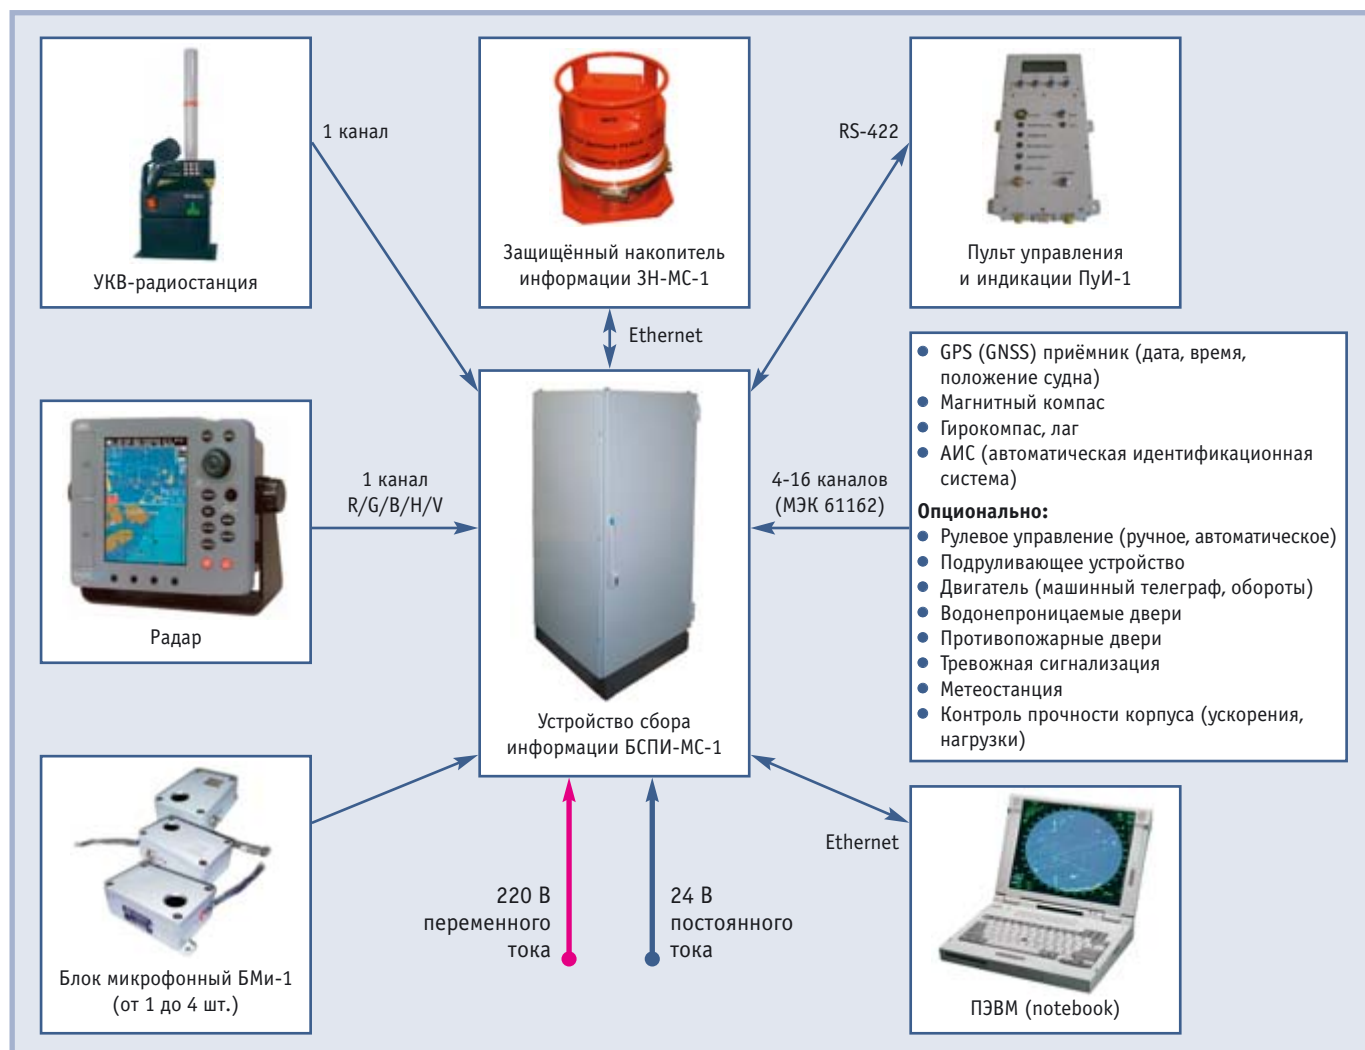 1 канал
RS-422
УКВ-радиостанция
Защищённый накопитель
информации ЗН-МС-1
Пульт управления
и индикации ПуИ-1
Ethernet
GPS (GNSS) приёмник (дата, время,
положение судна)
Магнитный компас
Гирокомпас, лаг
АИС (автоматическая идентификационная
система)
Опционально:
Рулевое управление (ручное, автоматическое)
Подруливающее устройство
Двигатель (машинный телеграф, обороты)
Водонепроницаемые двери
Противопожарные двери
Тревожная сигнализация
Метеостанция
Контроль прочности корпуса (ускорения,
нагрузки)
1 канал
R/G/B/H/V
4-16 каналов
(МЭК 61162)
Радар
Устройство сбора
информации БСПИ-МС-1
Ethernet
220 В
переменного
тока
24 В
постоянного
тока
Блок микрофонный БМи-1
(от 1 до 4 шт.)
ПЭВМ (notebook)